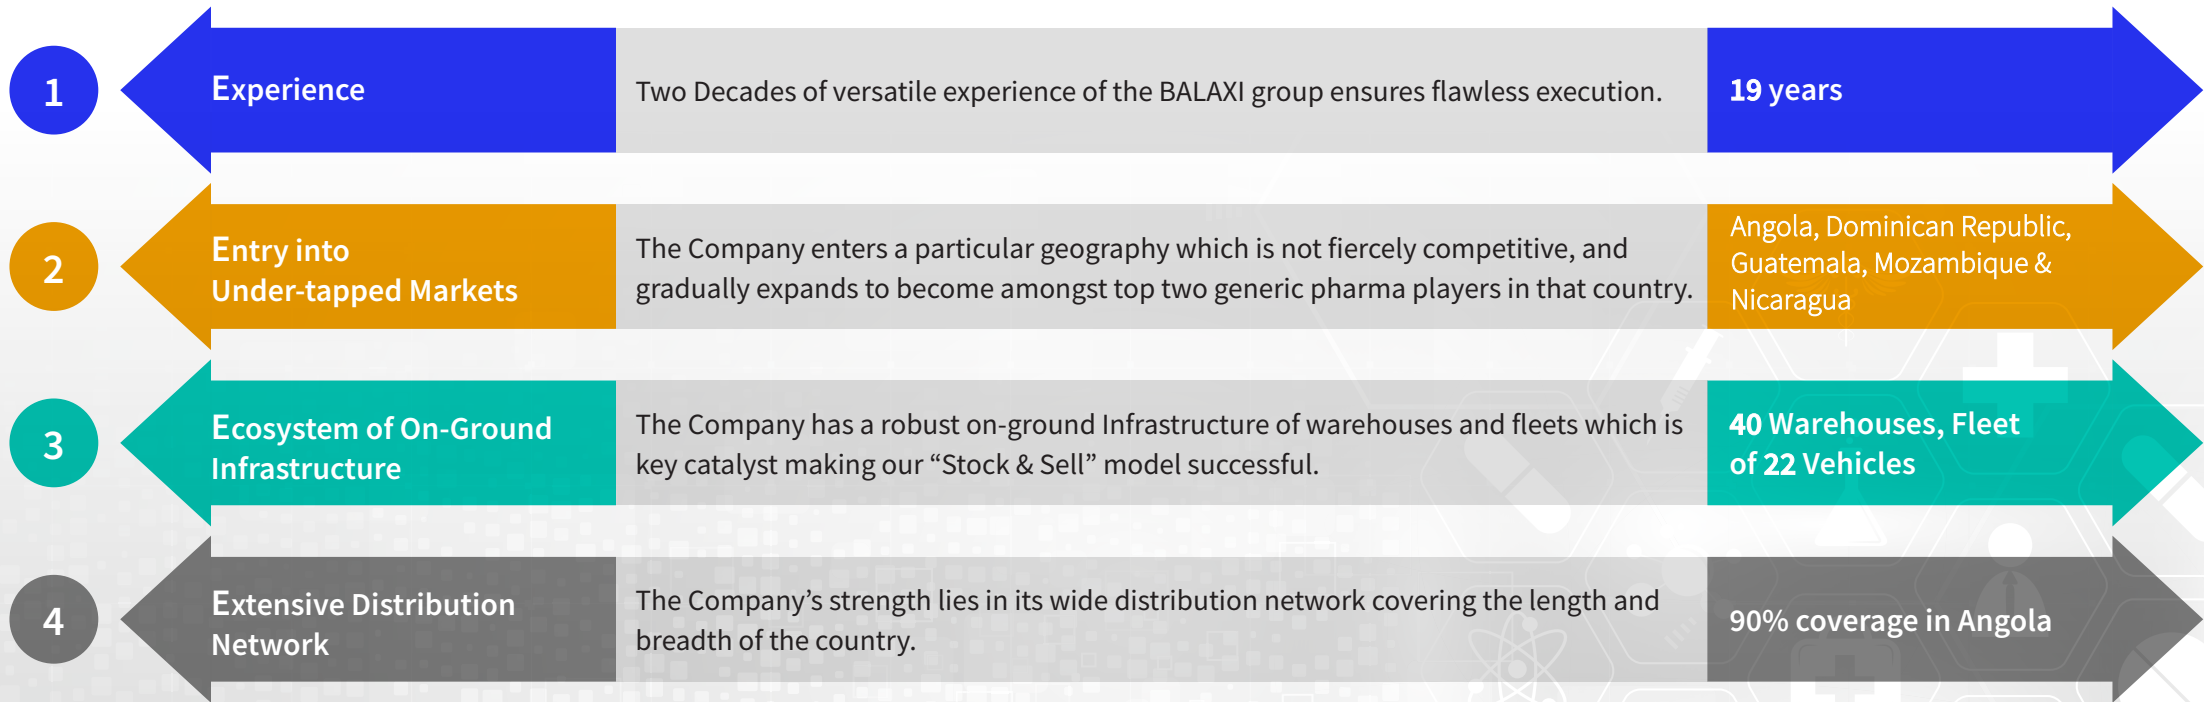 1
Experience
Two Decades of versatile experience of the BALAXI group ensures flawless execution.
19 years
2
Entry into
Under-tapped Markets
The Company enters a particular geography which is not fiercely competitive, and
gradually expands to become amongst top two generic pharma players in that country.
Angola, Dominican Republic,
Guatemala, Mozambique &
Nicaragua
3
Ecosystem of On-Ground
Infrastructure
The Company has a robust on-ground Infrastructure of warehouses and fleets which is
key catalyst making our “Stock & Sell” model successful.
40 Warehouses, Fleet
of 22 Vehicles
4
Extensive Distribution
Network
The Company’s strength lies in its wide distribution network covering the length and
breadth of the country.
90% coverage in Angola